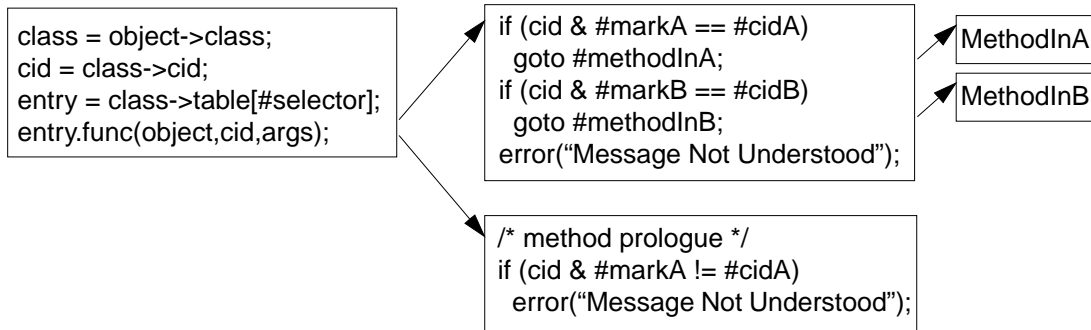 class = object->class;
cid = class->cid;
entry = class->table[#selector];
entry.func(object,cid,args);
if (cid & #markA == #cidA)
goto #methodInA;
if (cid & #markB == #cidB)
goto #methodInB;
error(“Message Not Understood”);
MethodInA
MethodInB
/* method prologue */
if (cid & #markA != #cidA)
error(“Message Not Understood”);